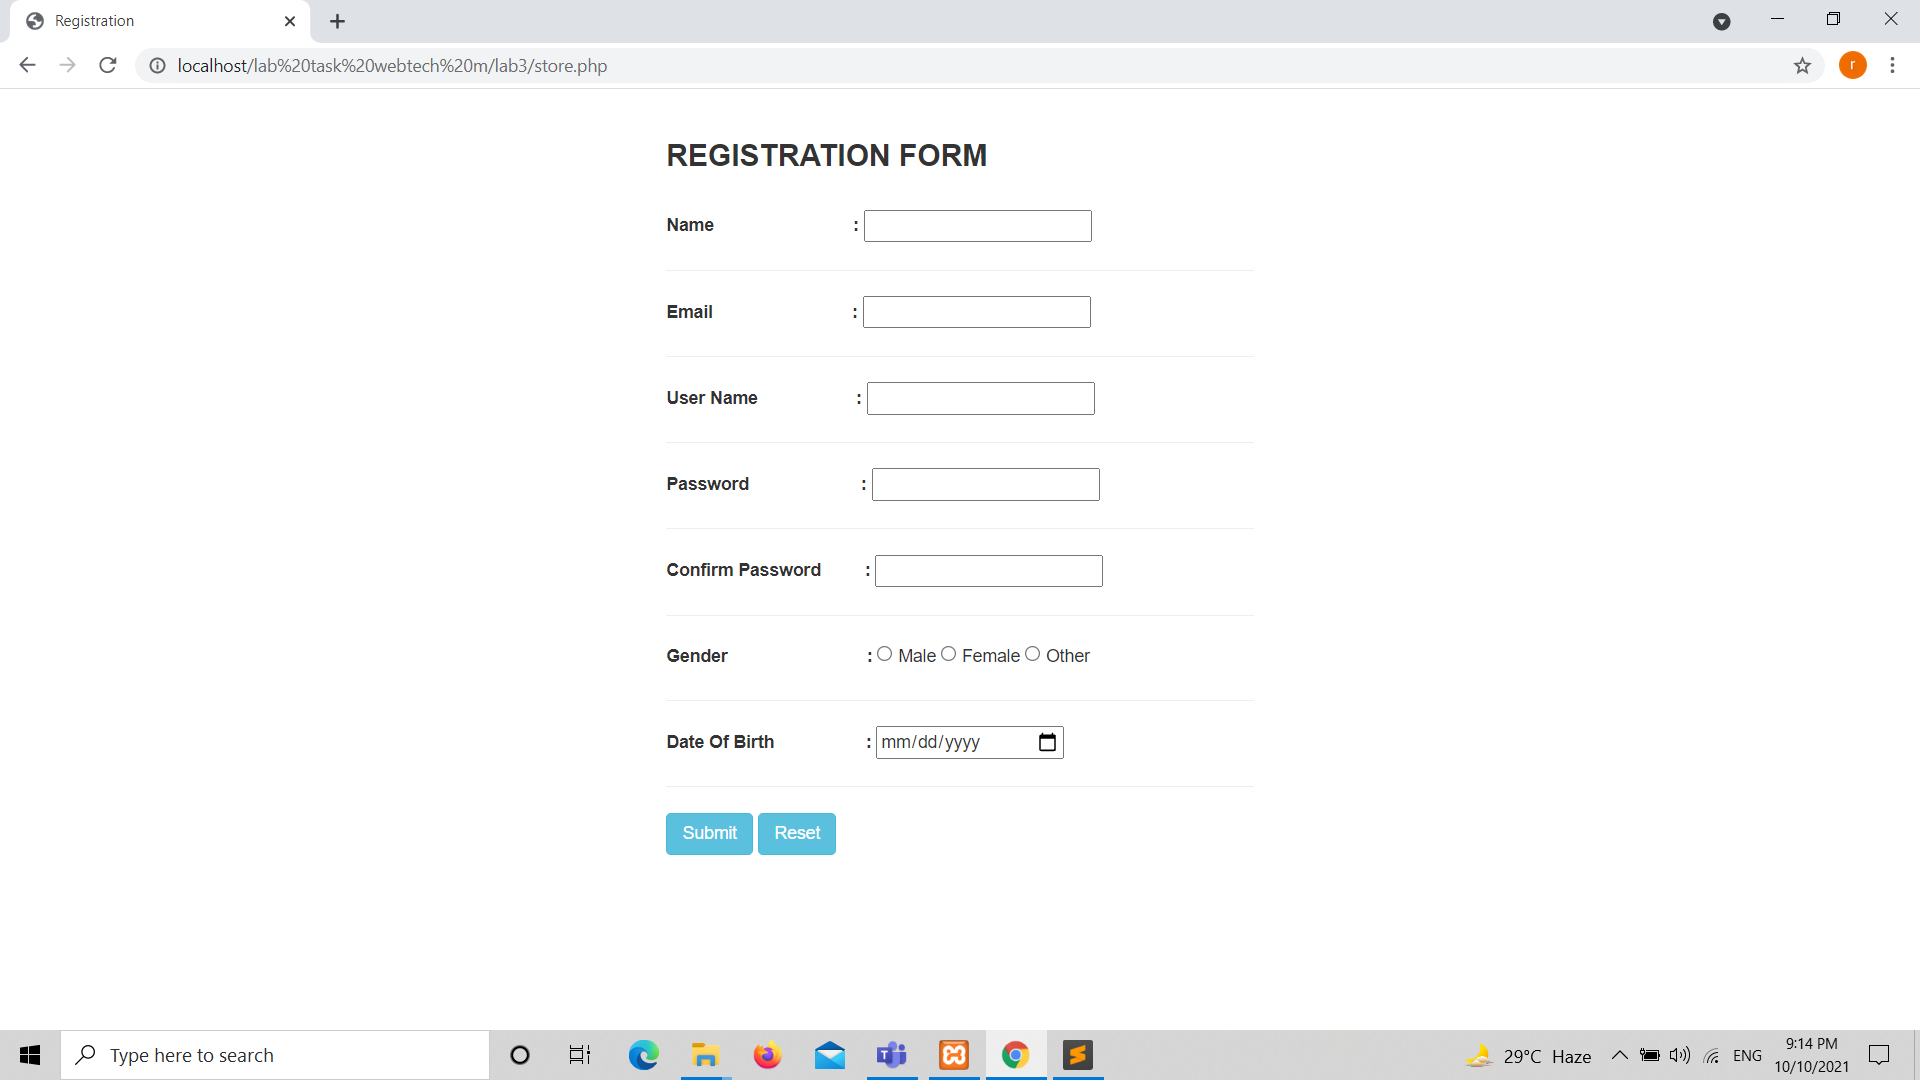 Registration
localhost/lab%20task%20webtech%20m/lab3/store.php
r
REGISTRATION FORM
Name :
Email :
User Name :
Password :
Confirm Password :
Gender : Male Female Other
Date Of Birth : mm/dd/yyyy
Submit Reset
Type here to search
29°C Haze
ENG
9:14 PM
10/10/2021